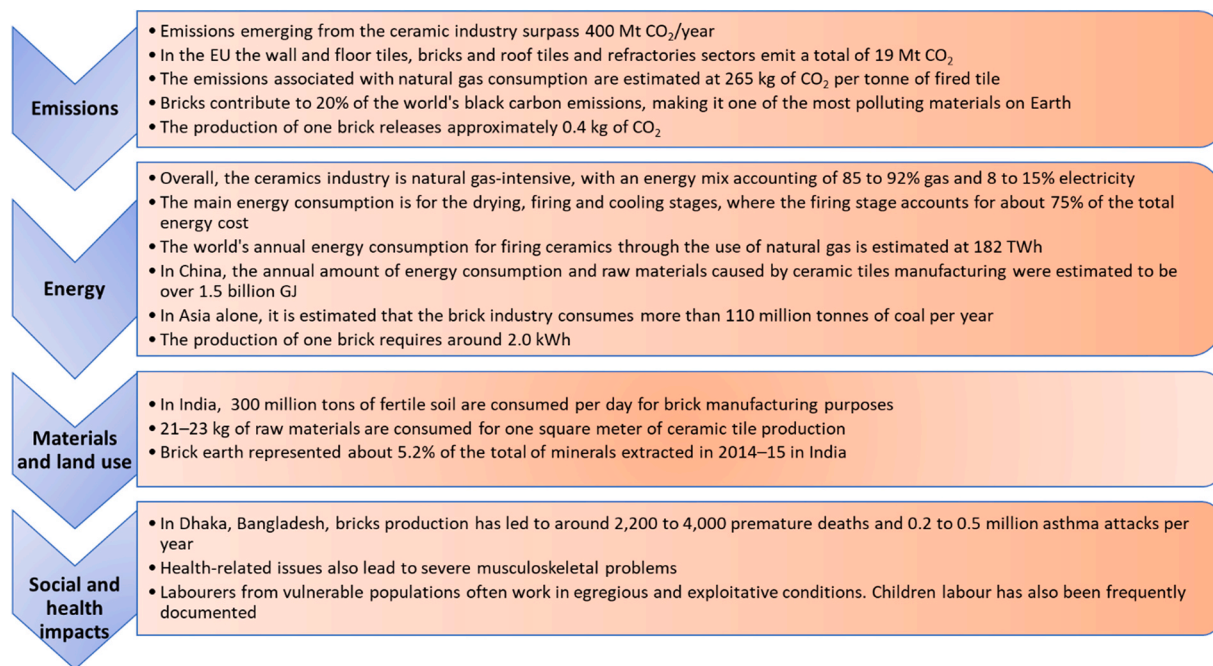 Emissions
• Emissions emerging from the ceramic industry surpass 400 Mt CO₂/year
• In the EU the wall and floor tiles, bricks and roof tiles and refractories sectors emit a total of 19 Mt CO₂
• The emissions associated with natural gas consumption are estimated at 265 kg of CO₂ per tonne of fired tile
• Bricks contribute to 20% of the world's black carbon emissions, making it one of the most polluting materials on Earth
• The production of one brick releases approximately 0.4 kg of CO₂
Energy
• Overall, the ceramics industry is natural gas-intensive, with an energy mix accounting of 85 to 92% gas and 8 to 15% electricity
• The main energy consumption is for the drying, firing and cooling stages, where the firing stage accounts for about 75% of the total
energy cost
• The world's annual energy consumption for firing ceramics through the use of natural gas is estimated at 182 TWh
• In China, the annual amount of energy consumption and raw materials caused by ceramic tiles manufacturing were estimated to be
over 1.5 billion GJ
• In Asia alone, it is estimated that the brick industry consumes more than 110 million tonnes of coal per year
• The production of one brick requires around 2.0 kWh
Materials
and land use
• In India, 300 million tons of fertile soil are consumed per day for brick manufacturing purposes
• 21–23 kg of raw materials are consumed for one square meter of ceramic tile production
• Brick earth represented about 5.2% of the total of minerals extracted in 2014–15 in India
Social and
health
impacts
• In Dhaka, Bangladesh, bricks production has led to around 2,200 to 4,000 premature deaths and 0.2 to 0.5 million asthma attacks per
year
• Health-related issues also lead to severe musculoskeletal problems
• Labourers from vulnerable populations often work in egregious and exploitative conditions. Children labour has also been frequently
documented